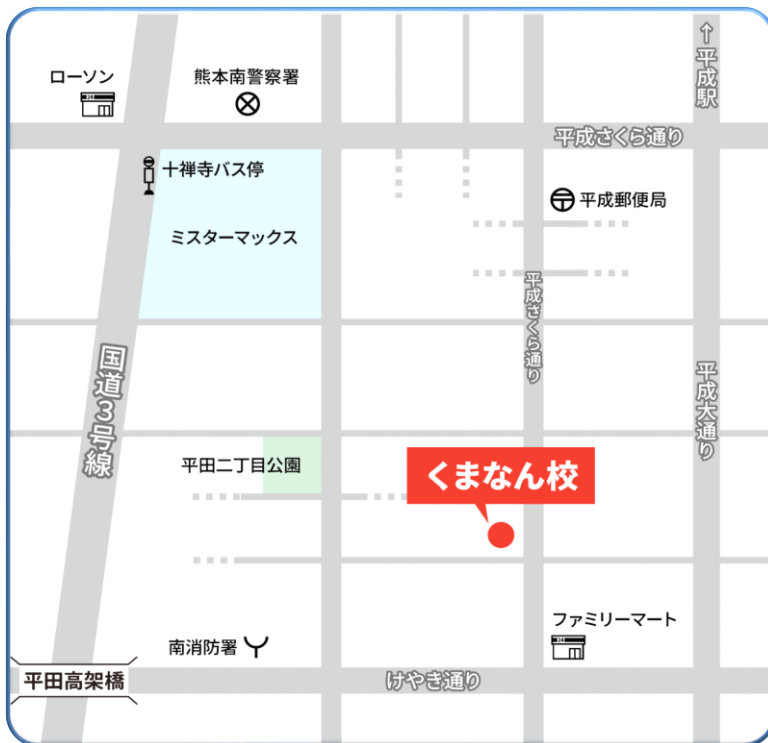 ↑平成駅
ローソン
熊本南警察署
平成さくら通り
十禅寺バス停
平成郵便局
ミスターマックス
平成さくら通り
国道3号線
平成大通り
平田二丁目公園
くまなん校
ファミリーマート
南消防署
平田高架橋
けやき通り